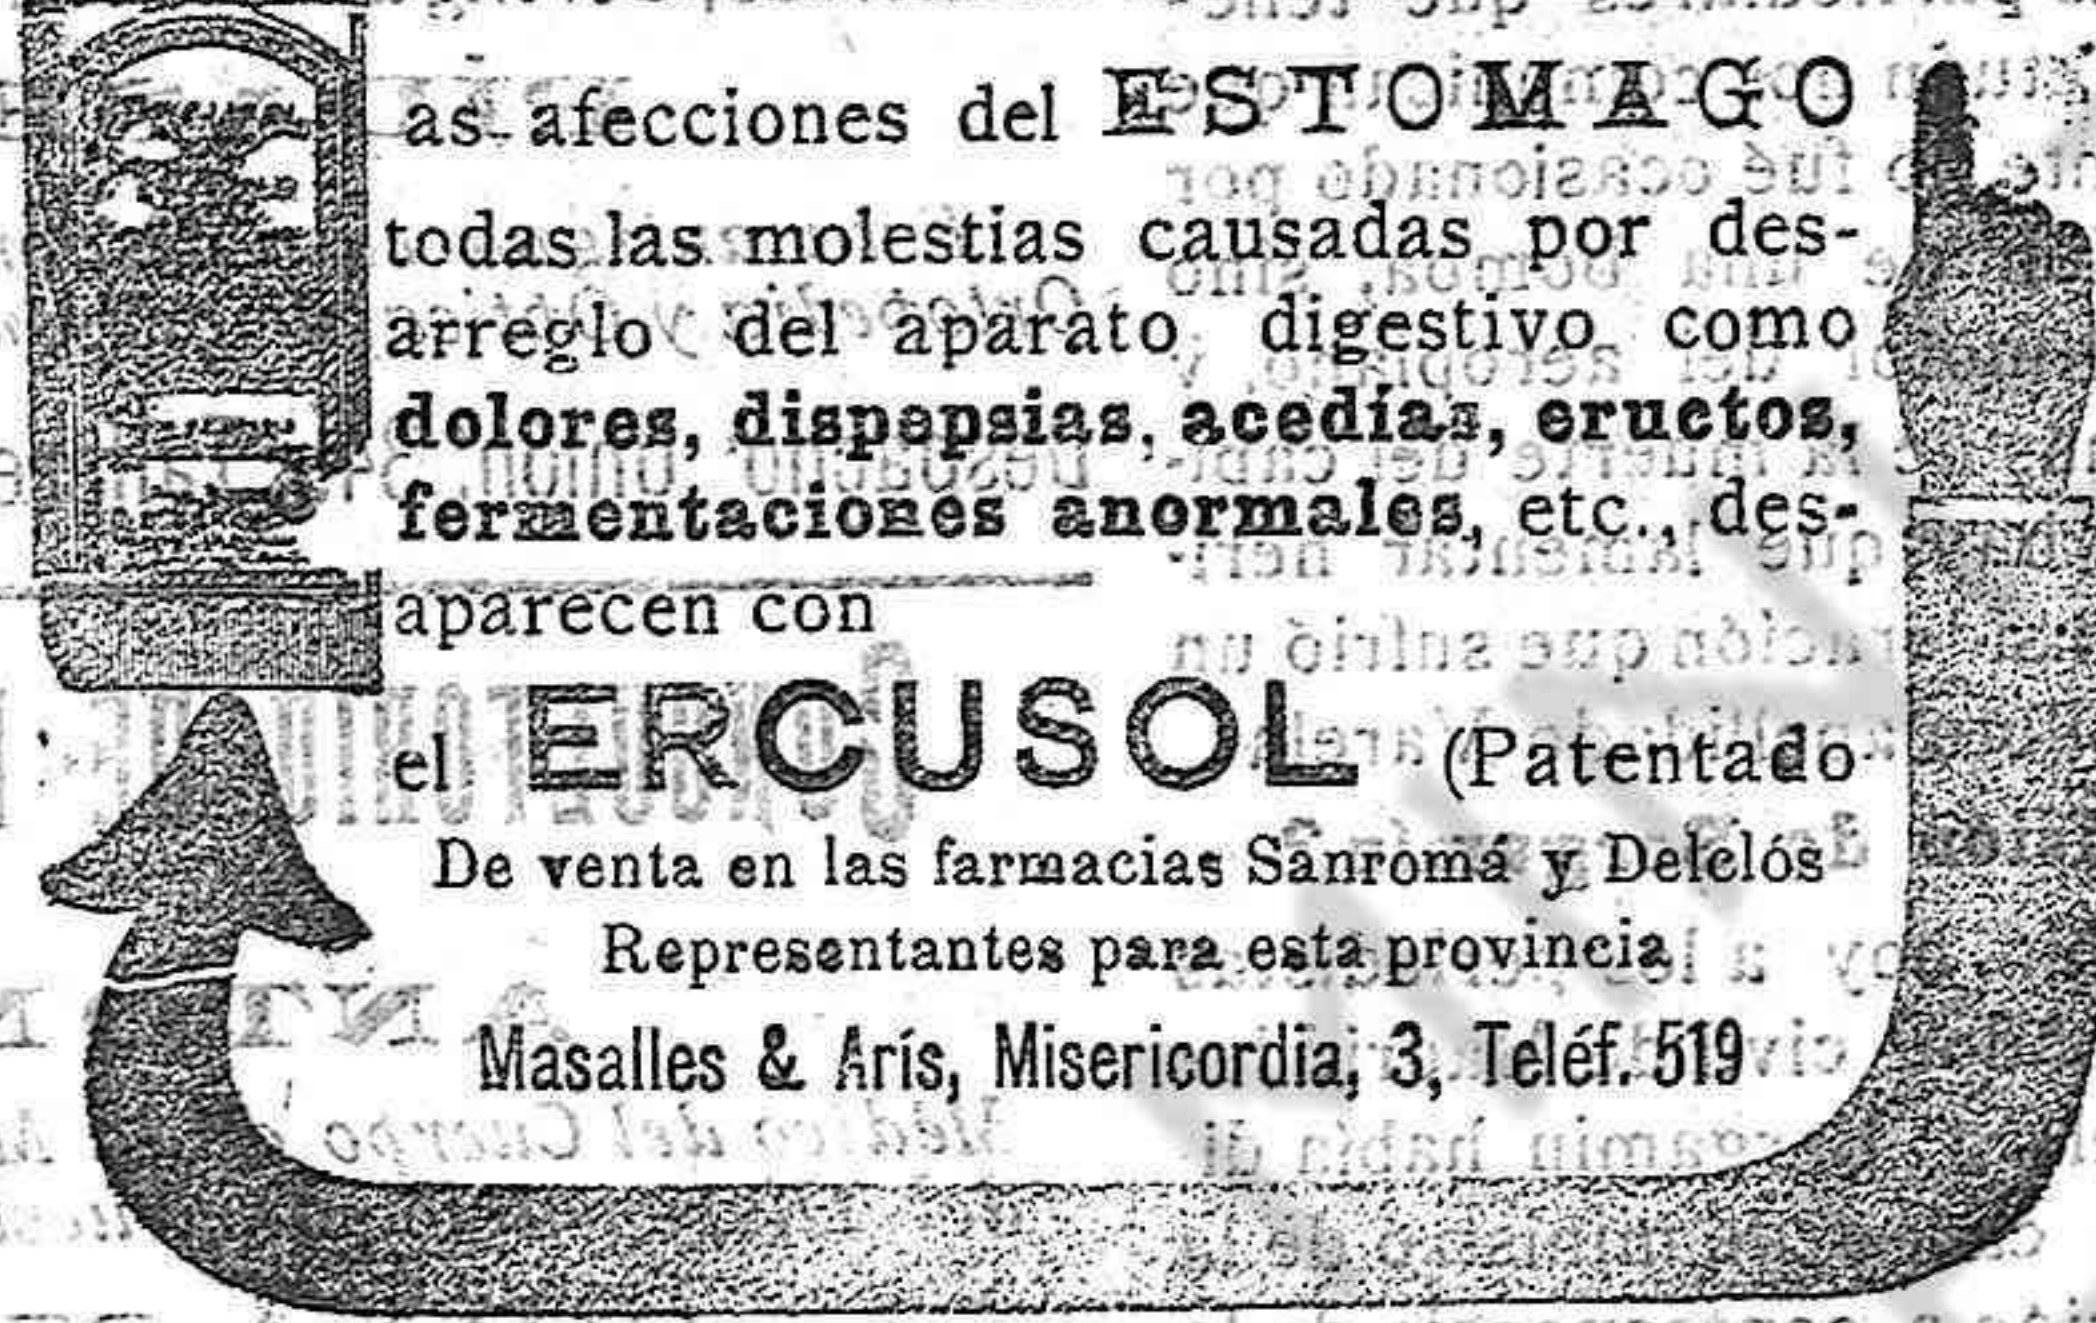 as afecciones del ESTOMAGO
todas las molestias causadas por des-
arreglo del aparato digestivo como
dolores, dispepsias, acedías, eructos,
fermentaciones anormales, etc., des-
aparecen con
el ERCUSOL (Patentado
De venta en las farmacias Sanromá y Delclós
Representantes para esta provincia
Masalles & Arís, Misericordia, 3, Teléf. 519